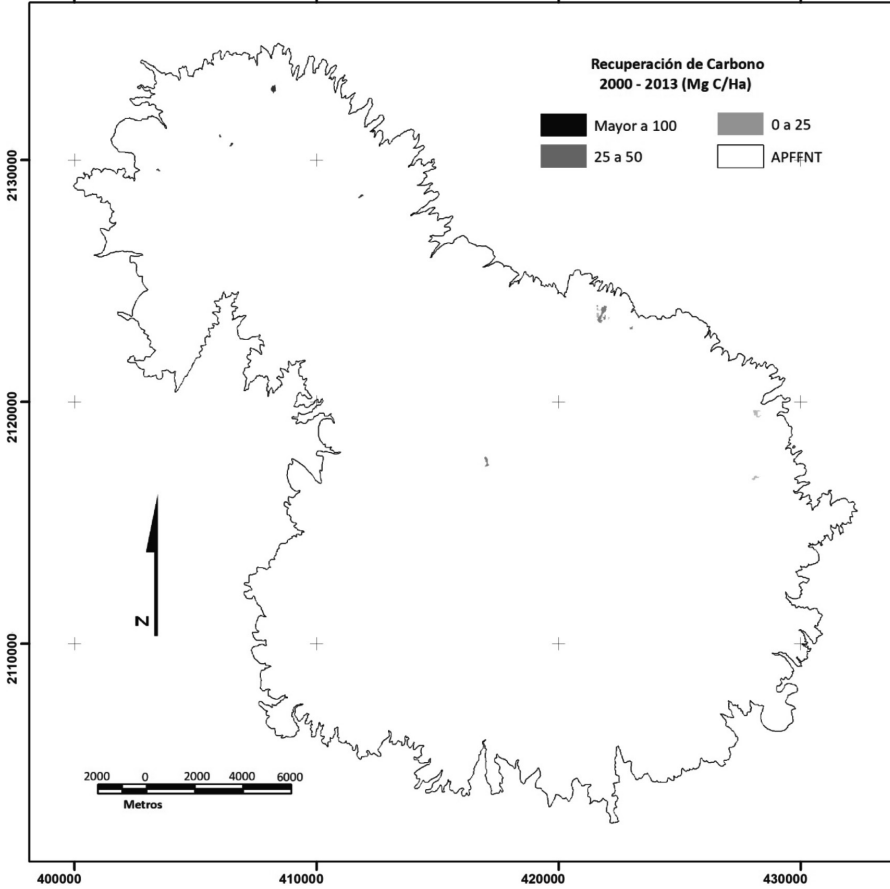 Recuperación de Carbono
2000 - 2013 (Mg C/Ha)
Mayor a 100
0 a 25
25 a 50
APFFNT
2130000
2120000
2110000
N
2000 0 2000 4000 6000
Metros
400000 410000 420000 430000